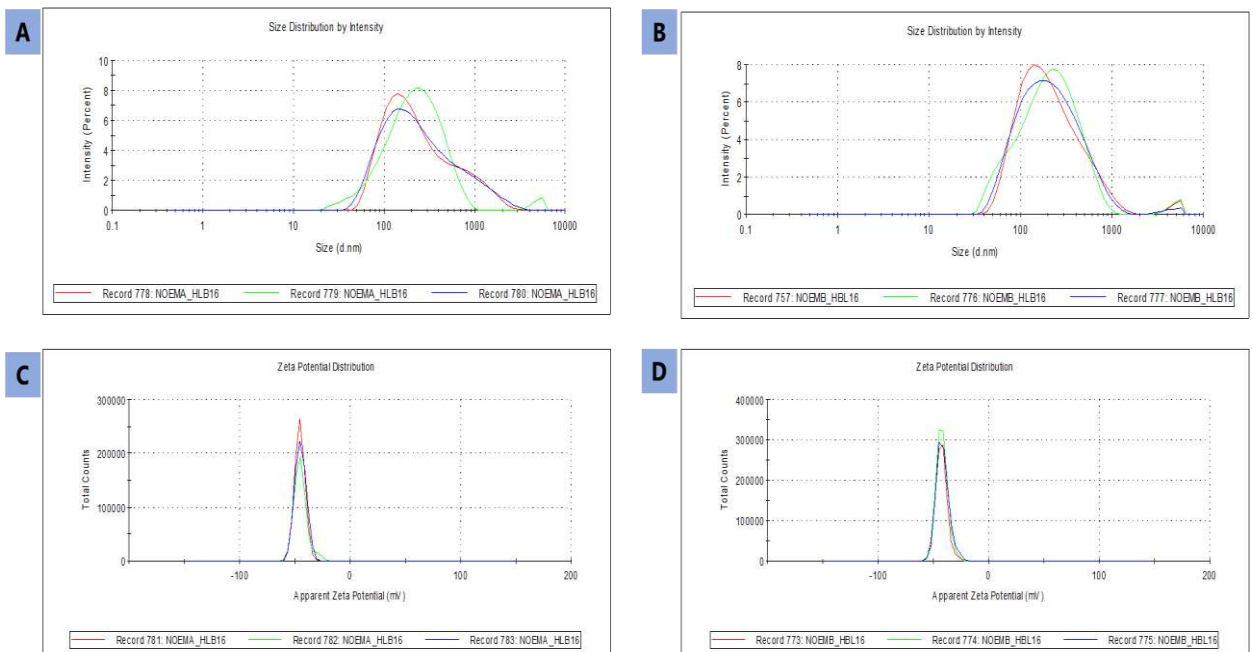 A
Size Distribution by Intensity
Intensity (Percent)
10
8
6
4
2
0
0.1 1 10 100 1000 10000
Size (d.nm)
Record 778: NOEMA_HLB16 Record 779: NOEMA_HLB16 Record 780: NOEMA_HLB16
B
Size Distribution by Intensity
Intensity (Percent)
8
6
4
2
0
0.1 1 10 100 1000 10000
Size (d.nm)
Record 757: NOEMB_HBL16 Record 776: NOEMB_HLB16 Record 777: NOEMB_HLB16
C
Zeta Potential Distribution
Total Counts
300000
200000
100000
0
-100 0 100 200
Apparent Zeta Potential (mV)
Record 781: NOEMA_HLB16 Record 782: NOEMA_HLB16 Record 783: NOEMA_HLB16
D
Zeta Potential Distribution
Total Counts
400000
300000
200000
100000
0
-100 0 100 200
Apparent Zeta Potential (mV)
Record 773: NOEMB_HBL16 Record 774: NOEMB_HBL16 Record 775: NOEMB_HBL16